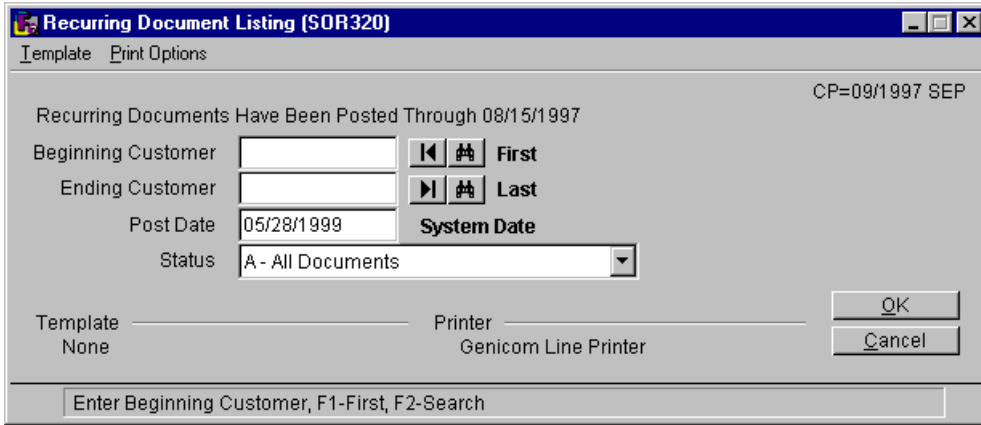 Recurring Document Listing (SOR320)
Template Print Options
CP=09/1997 SEP
Recurring Documents Have Been Posted Through 08/15/1997
Beginning Customer First
Ending Customer Last
Post Date 05/28/1999 System Date
Status A - All Documents
OK
Template Printer
None Genicom Line Printer
Cancel
Enter Beginning Customer, F1-First, F2-Search